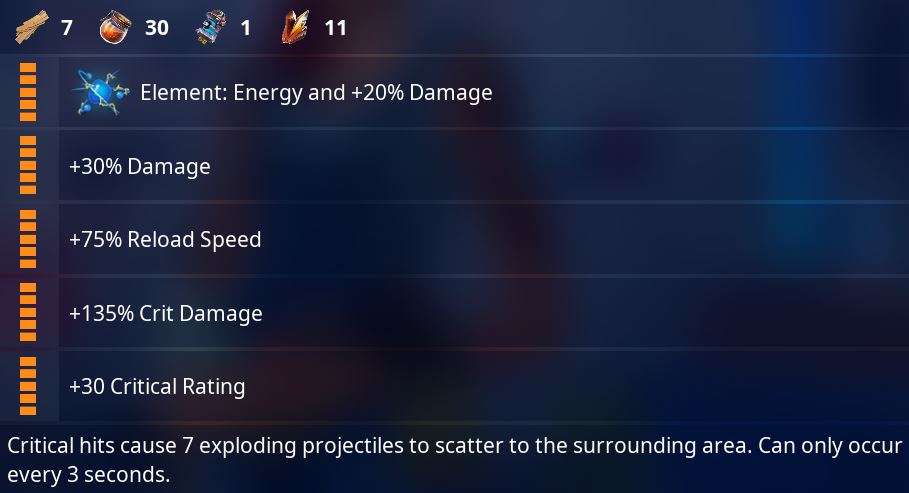 7 30 1 11
Element: Energy and +20% Damage
+30% Damage
+75% Reload Speed
+135% Crit Damage
+30 Critical Rating
Critical hits cause 7 exploding projectiles to scatter to the surrounding area. Can only occur
every 3 seconds.